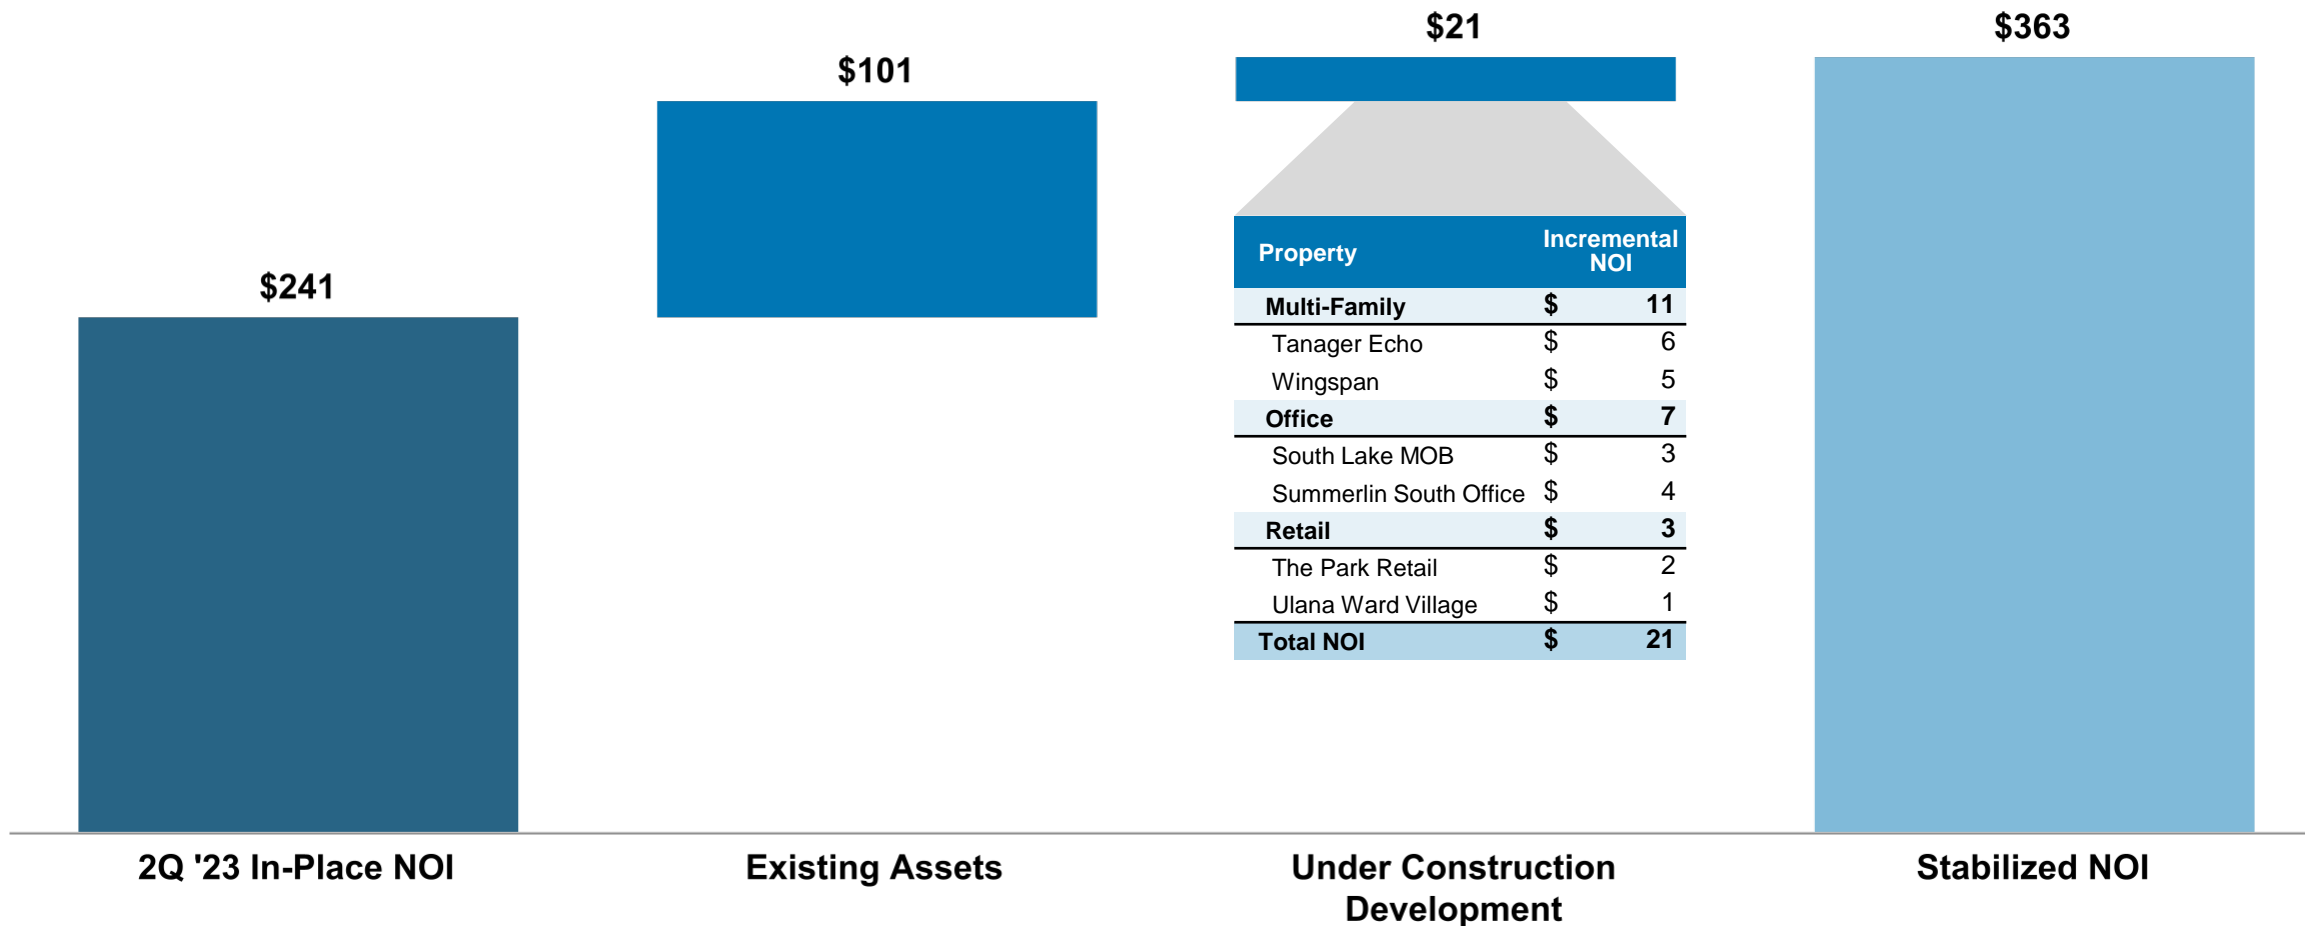 $241
$101
$21
$363
Property Incremental NOI
Multi-Family $ 11
Tanager Echo $ 6
Wingspan $ 5
Office $ 7
South Lake MOB $ 3
Summerlin South Office $ 4
Retail $ 3
The Park Retail $ 2
Ulana Ward Village $ 1
Total NOI $ 21
2Q '23 In-Place NOI
Existing Assets
Under Construction
Development
Stabilized NOI